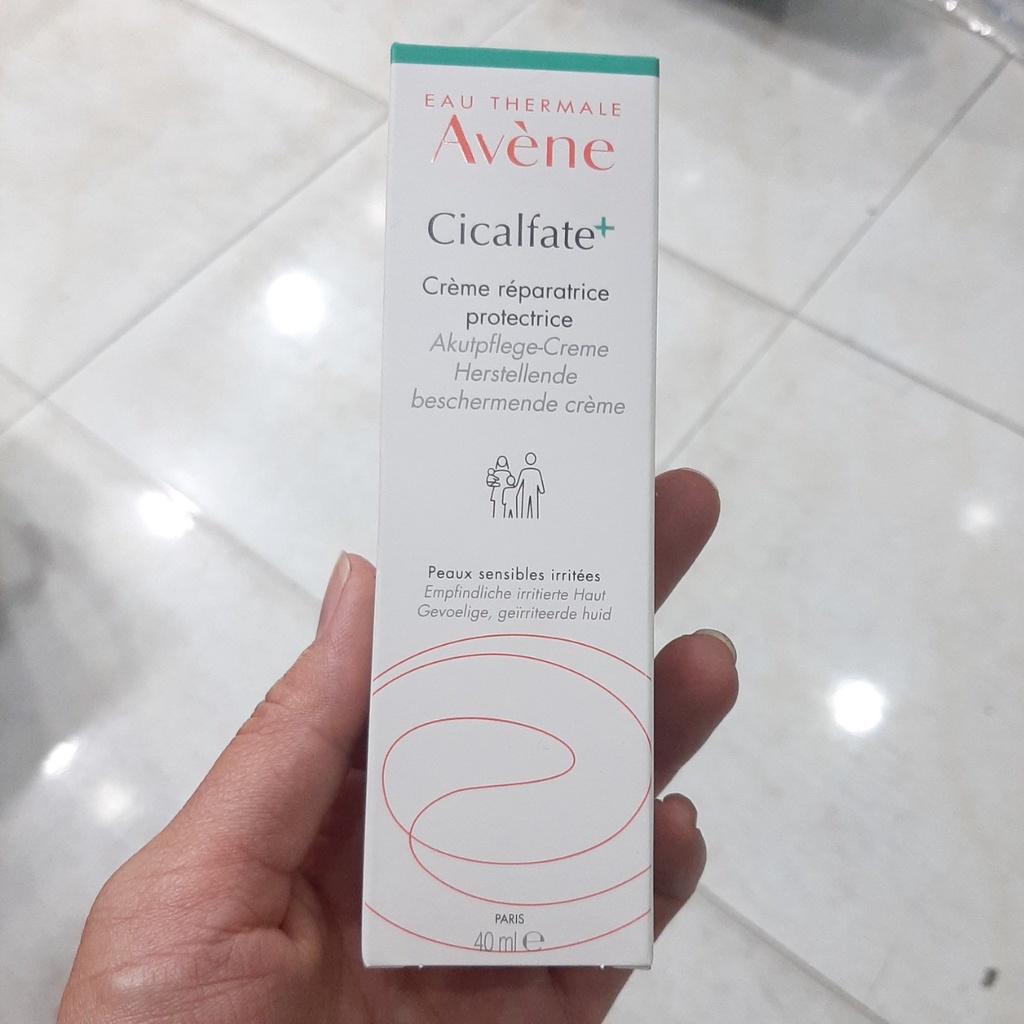 EAU THERMALE
Avène
Cicalfate+
Crème réparatrice
protectrice
Akutpflege-Creme
Herstellende
beschermende crème
Peaux sensibles irritées
Empfindliche irritierte Haut
Gevoelige, geïrriteerde huid
PARIS
40 ml ℮